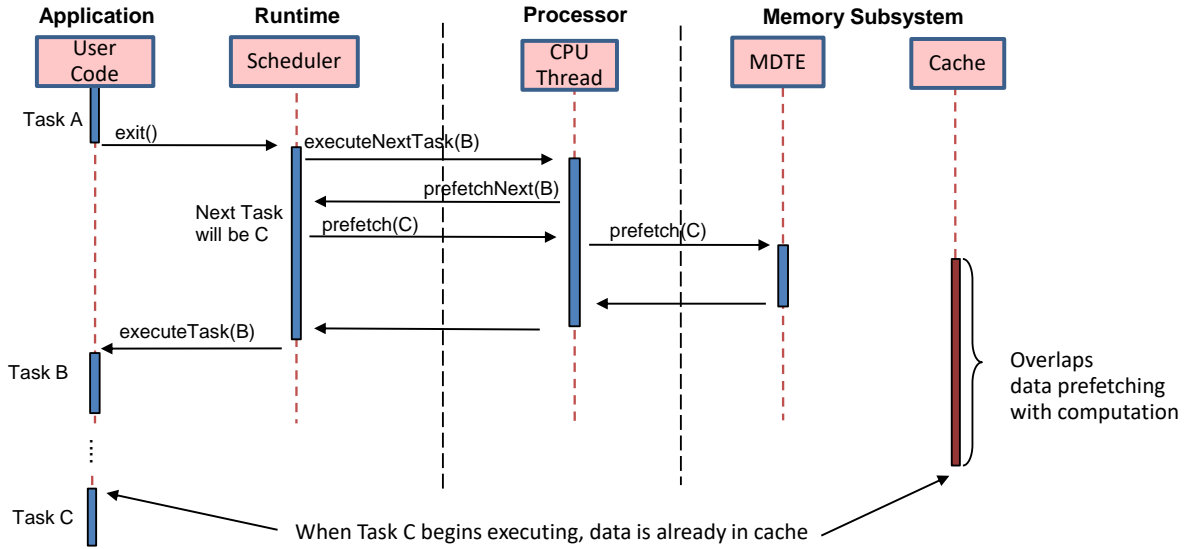 Application
Runtime
Processor
Memory Subsystem
User
Code
Scheduler
CPU
Thread
MDTE
Cache
Task A
exit()
executeNextTask(B)
prefetchNext(B)
Next Task
will be C
prefetch(C)
prefetch(C)
executeTask(B)
Task B
Overlaps
data prefetching
with computation
Task C
When Task C begins executing, data is already in cache